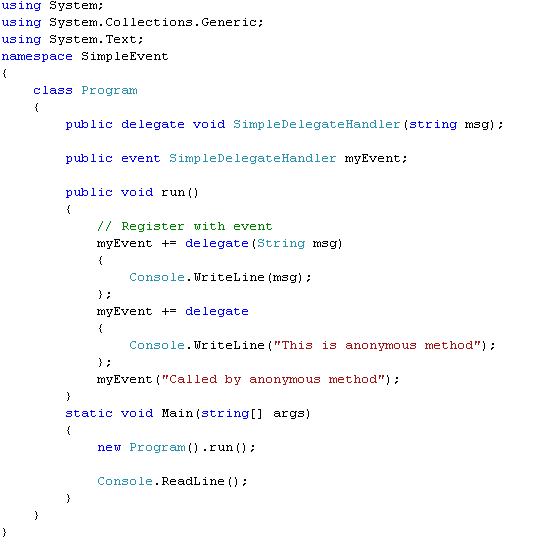 using System;
using System.Collections.Generic;
using System.Text;
namespace SimpleEvent
{
    class Program
    {
        public delegate void SimpleDelegateHandler(string msg);

        public event SimpleDelegateHandler myEvent;

        public void run()
        {
            // Register with event
            myEvent += delegate(String msg)
            {
                Console.WriteLine(msg);
            };
            myEvent += delegate
            {
                Console.WriteLine("This is anonymous method");
            };
            myEvent("Called by anonymous method");
        }
        static void Main(string[] args)
        {
            new Program().run();

            Console.ReadLine();
        }
    }
}